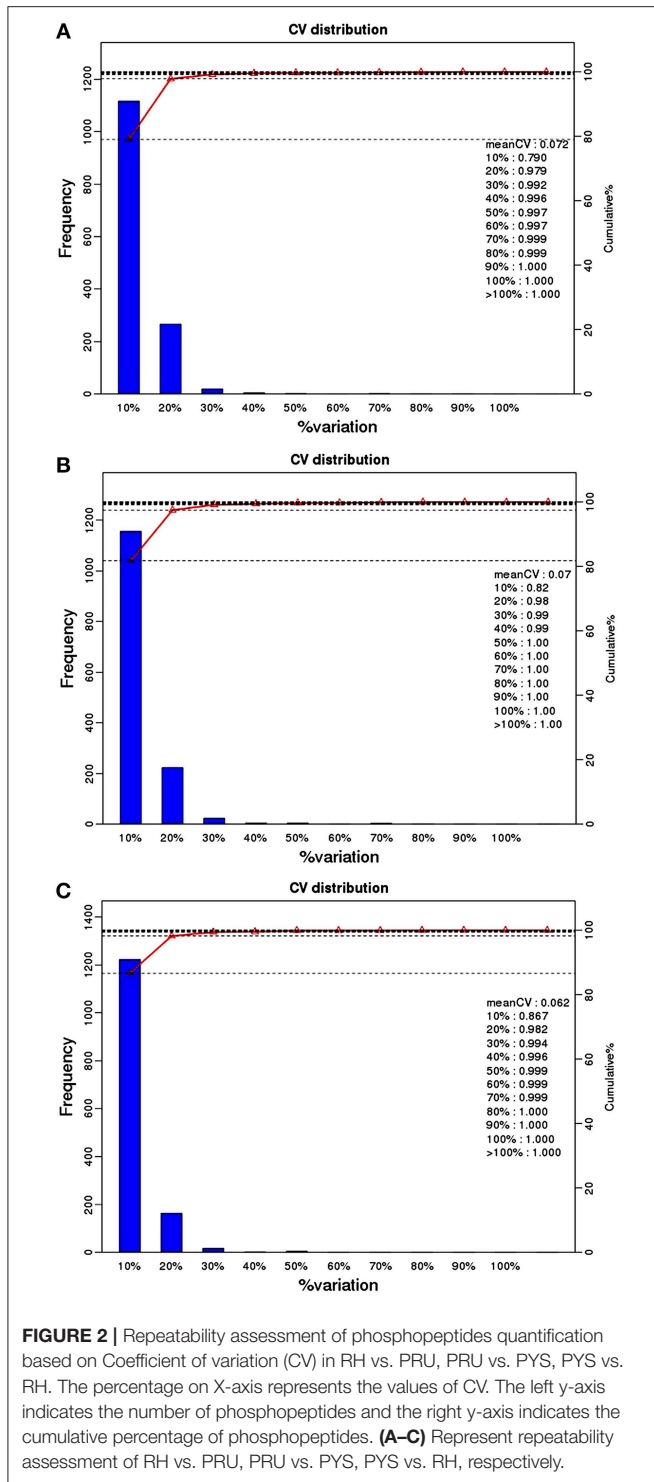 A
CV distribution
Frequency
0 200 400 600 800 1000 1200
meanCV : 0.072
10% : 0.790
20% : 0.979
30% : 0.992
40% : 0.996
50% : 0.997
60% : 0.997
70% : 0.999
80% : 0.999
90% : 1.000
100% : 1.000
>100% : 1.000
0 20 40 60 80 100
Cumulative%
10% 20% 30% 40% 50% 60% 70% 80% 90% 100%
%variation
B
CV distribution
Frequency
0 200 400 600 800 1000 1200
meanCV : 0.07
10% : 0.82
20% : 0.98
30% : 0.99
40% : 0.99
50% : 1.00
60% : 1.00
70% : 1.00
80% : 1.00
90% : 1.00
100% : 1.00
>100% : 1.00
0 20 40 60 80 100
Cumulative%
10% 20% 30% 40% 50% 60% 70% 80% 90% 100%
%variation
C
CV distribution
Frequency
0 200 400 600 800 1000 1200 1400
meanCV : 0.062
10% : 0.867
20% : 0.982
30% : 0.994
40% : 0.996
50% : 0.999
60% : 0.999
70% : 0.999
80% : 1.000
90% : 1.000
100% : 1.000
>100% : 1.000
0 20 40 60 80 100
Cumulative%
10% 20% 30% 40% 50% 60% 70% 80% 90% 100%
%variation
FIGURE 2 | Repeatability assessment of phosphopeptides quantification
based on Coefficient of variation (CV) in RH vs. PRU, PRU vs. PYS, PYS vs.
RH. The percentage on X-axis represents the values of CV. The left y-axis
indicates the number of phosphopeptides and the right y-axis indicates the
cumulative percentage of phosphopeptides. (A–C) Represent repeatability
assessment of RH vs. PRU, PRU vs. PYS, PYS vs. RH, respectively.